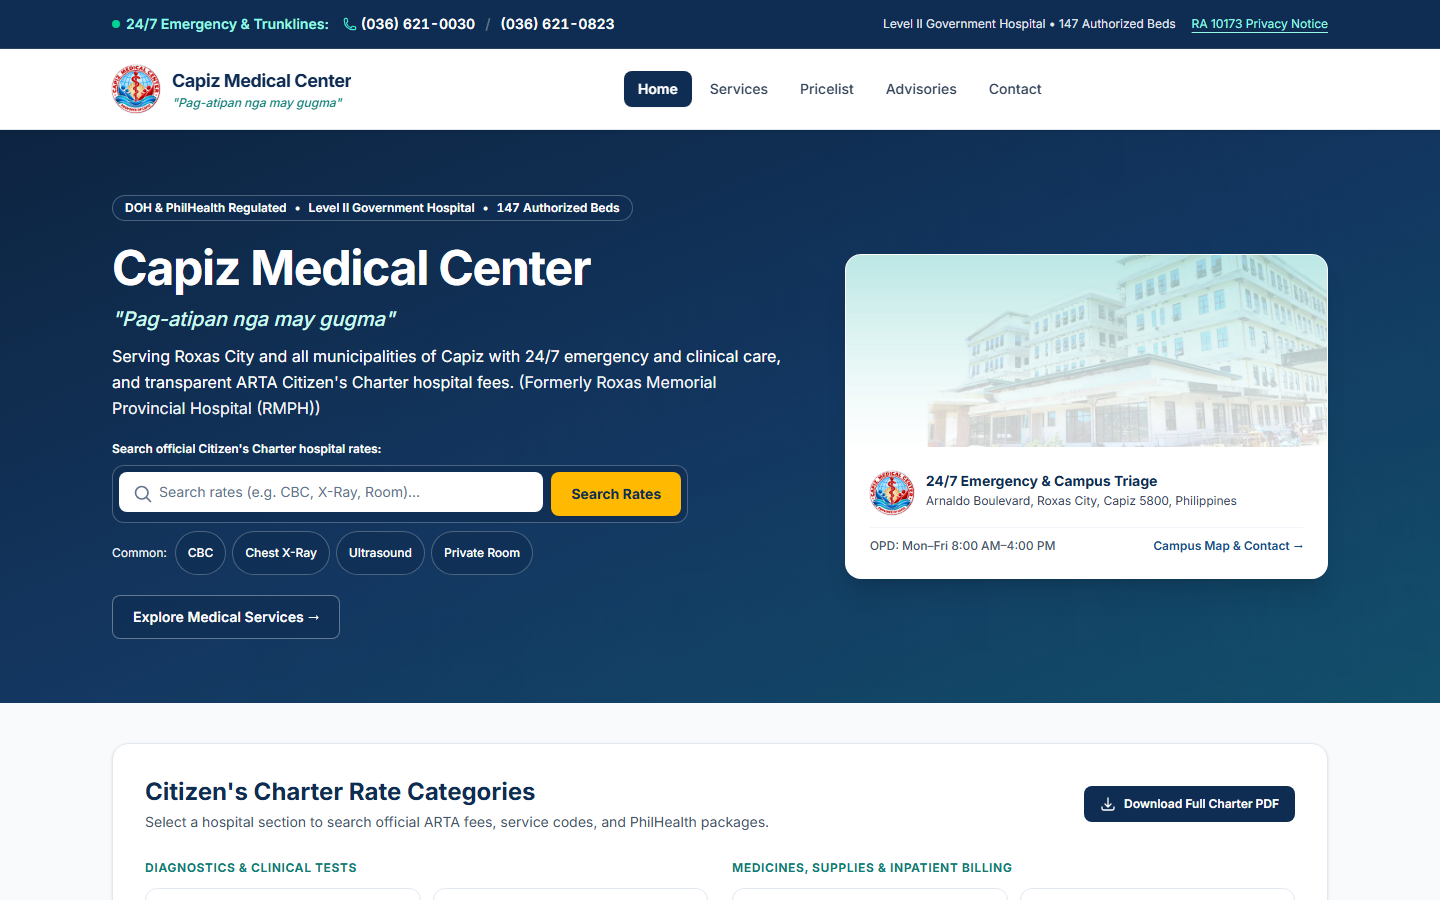 24/7 Emergency & Trunklines: (036) 621-0030 / (036) 621-0823
Level II Government Hospital • 147 Authorized Beds RA 10173 Privacy Notice
CAPIZ MEDICAL CENTER
Capiz Medical Center
"Pag-atipan nga may gugma"
Home Services Pricelist Advisories Contact
DOH & PhilHealth Regulated • Level II Government Hospital • 147 Authorized Beds
Capiz Medical Center
"Pag-atipan nga may gugma"
Serving Roxas City and all municipalities of Capiz with 24/7 emergency and clinical care,
and transparent ARTA Citizen's Charter hospital fees. (Formerly Roxas Memorial
Provincial Hospital (RMPH))
Search official Citizen's Charter hospital rates:
Search rates (e.g. CBC, X-Ray, Room)...
Search Rates
Common: CBC Chest X-Ray Ultrasound Private Room
Explore Medical Services →
CAPIZ MEDICAL CENTER
24/7 Emergency & Campus Triage
Arnaldo Boulevard, Roxas City, Capiz 5800, Philippines
OPD: Mon–Fri 8:00 AM–4:00 PM
Campus Map & Contact →
Citizen's Charter Rate Categories
Select a hospital section to search official ARTA fees, service codes, and PhilHealth packages.
Download Full Charter PDF
DIAGNOSTICS & CLINICAL TESTS
MEDICINES, SUPPLIES & INPATIENT BILLING